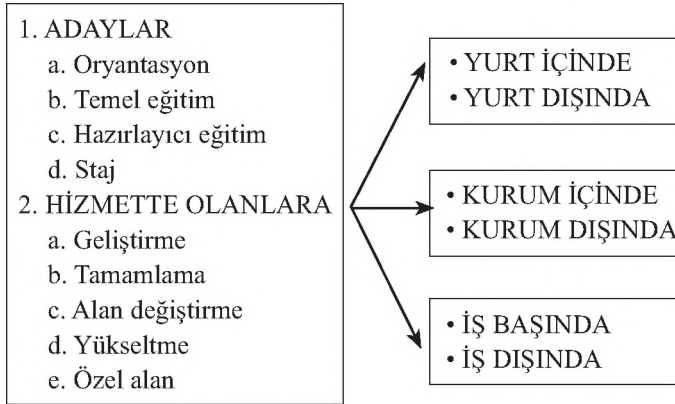 1. ADAYLAR
a. Oryantasyon
b. Temel eğitim
c. Hazırlayıcı eğitim
d. Staj
2. HİZMETTE OLANLARA
a. Geliştirme
b. Tamamlama
c. Alan değiştirme
d. Yükseltme
e. Özel alan
• YURT İÇİNDE
• YURT DIŞINDA
• KURUM İÇİNDE
• KURUM DIŞINDA
• İŞ BAŞINDA
• İŞ DIŞINDA